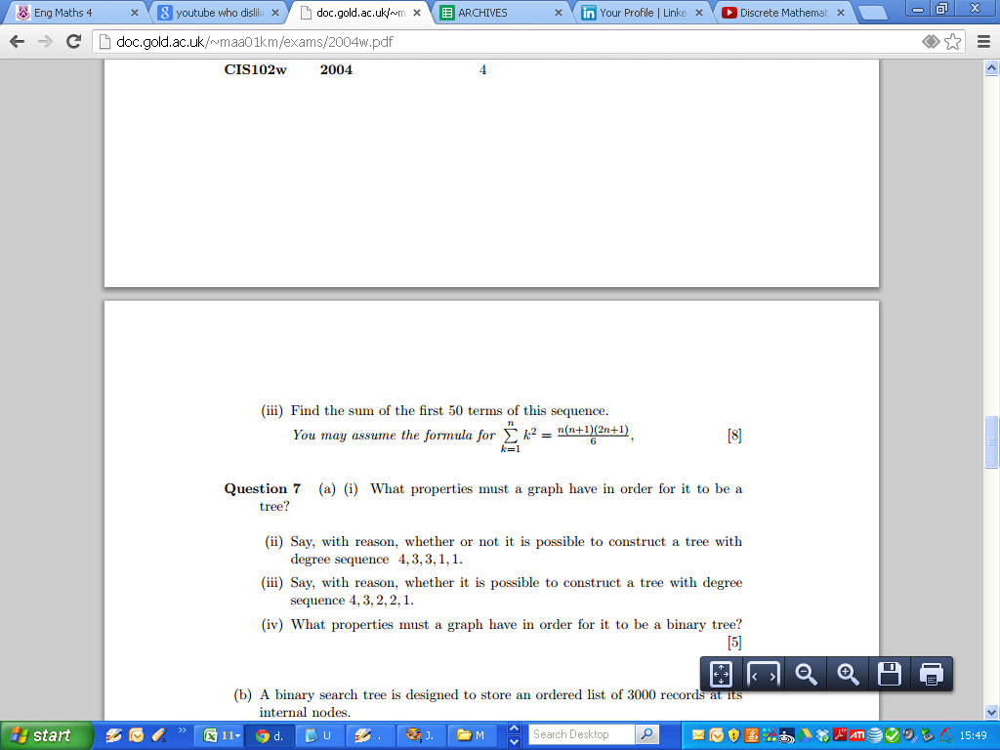 Eng Maths 4
youtube who dislik
doc.gold.ac.uk/~m
ARCHIVES
Your Profile | Linke
Discrete Mathemat
doc.gold.ac.uk/~maa01km/exams/2004w.pdf
CIS102w 2004 4
(iii) Find the sum of the first 50 terms of this sequence.
You may assume the formula for n∑k=1 k² = n(n+1)(2n+1)/6, [8]
Question 7 (a) (i) What properties must a graph have in order for it to be a
tree?
(ii) Say, with reason, whether or not it is possible to construct a tree with
degree sequence 4, 3, 3, 1, 1.
(iii) Say, with reason, whether it is possible to construct a tree with degree
sequence 4, 3, 2, 2, 1.
(iv) What properties must a graph have in order for it to be a binary tree?
[5]
(b) A binary search tree is designed to store an ordered list of 3000 records at its
internal nodes.
start
11
d.
U
.
J.
M
Search Desktop
ATI
15:49